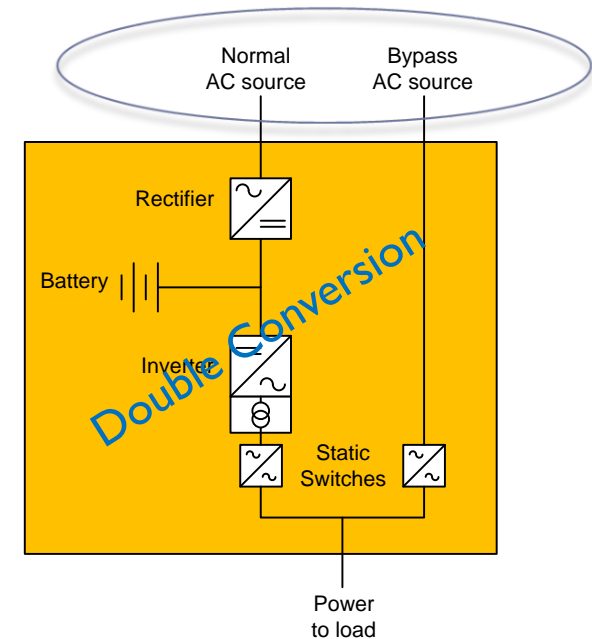 Normal
AC source
Bypass
AC source
Rectifier
Battery
Double Conversion
Inverter
Static
Switches
Power
to load